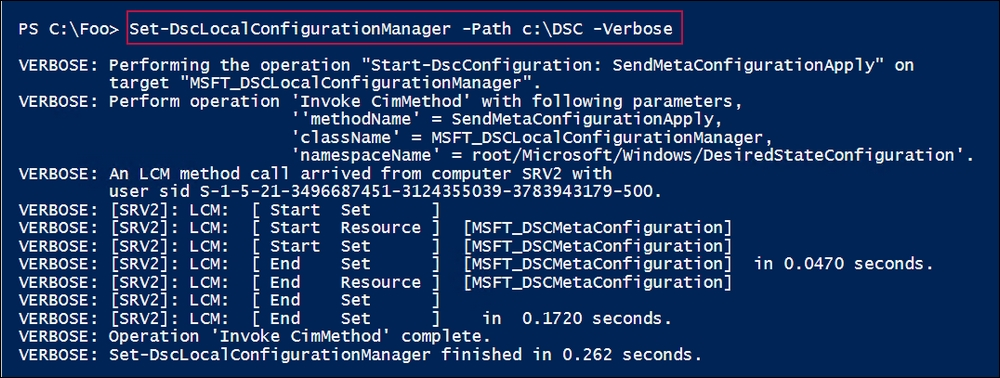 PS C:\Foo> Set-DscLocalConfigurationManager -Path c:\DSC -Verbose
VERBOSE: Performing the operation "Start-DscConfiguration: SendMetaConfigurationApply" on
target "MSFT_DSCLocalConfigurationManager".
VERBOSE: Perform operation 'Invoke CimMethod' with following parameters,
''methodName' = SendMetaConfigurationApply,
'className' = MSFT_DSCLocalConfigurationManager,
'namespaceName' = root/Microsoft/Windows/DesiredStateConfiguration'.
VERBOSE: An LCM method call arrived from computer SRV2 with
user sid S-1-5-21-3496687451-3124355039-3783943179-500.
VERBOSE: [SRV2]: LCM:  [ Start  Set      ]
VERBOSE: [SRV2]: LCM:  [ Start  Resource ]  [MSFT_DSCMetaConfiguration]
VERBOSE: [SRV2]: LCM:  [ Start  Set      ]  [MSFT_DSCMetaConfiguration]
VERBOSE: [SRV2]: LCM:  [ End    Set      ]  [MSFT_DSCMetaConfiguration]  in 0.0470 seconds.
VERBOSE: [SRV2]: LCM:  [ End    Resource ]  [MSFT_DSCMetaConfiguration]
VERBOSE: [SRV2]: LCM:  [ End    Set      ]
VERBOSE: [SRV2]: LCM:  [ End    Set      ]    in  0.1720 seconds.
VERBOSE: Operation 'Invoke CimMethod' complete.
VERBOSE: Set-DscLocalConfigurationManager finished in 0.262 seconds.